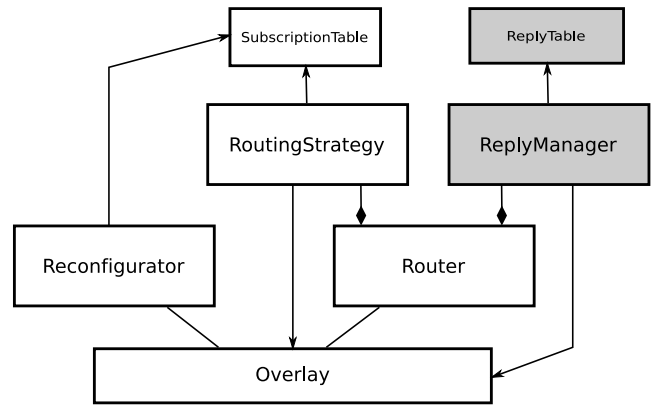 SubscriptionTable
ReplyTable
RoutingStrategy
ReplyManager
Reconfigurator
Router
Overlay